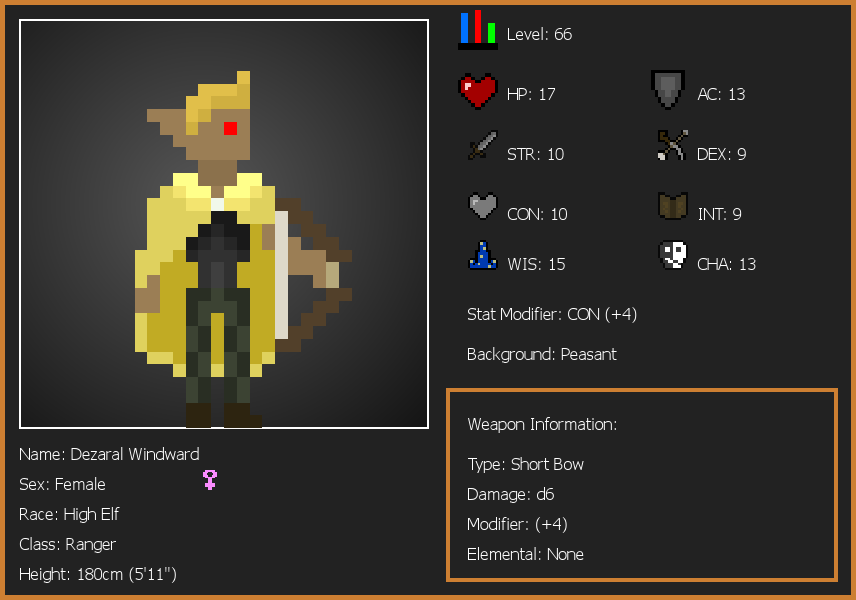 Level: 66
HP: 17
AC: 13
STR: 10
DEX: 9
CON: 10
INT: 9
WIS: 15
CHA: 13
Stat Modifier: CON (+4)
Background: Peasant
Weapon Information:
Type: Short Bow
Damage: d6
Modifier: (+4)
Elemental: None
Name: Dezaral Windward
Sex: Female
Race: High Elf
Class: Ranger
Height: 180cm (5'11")